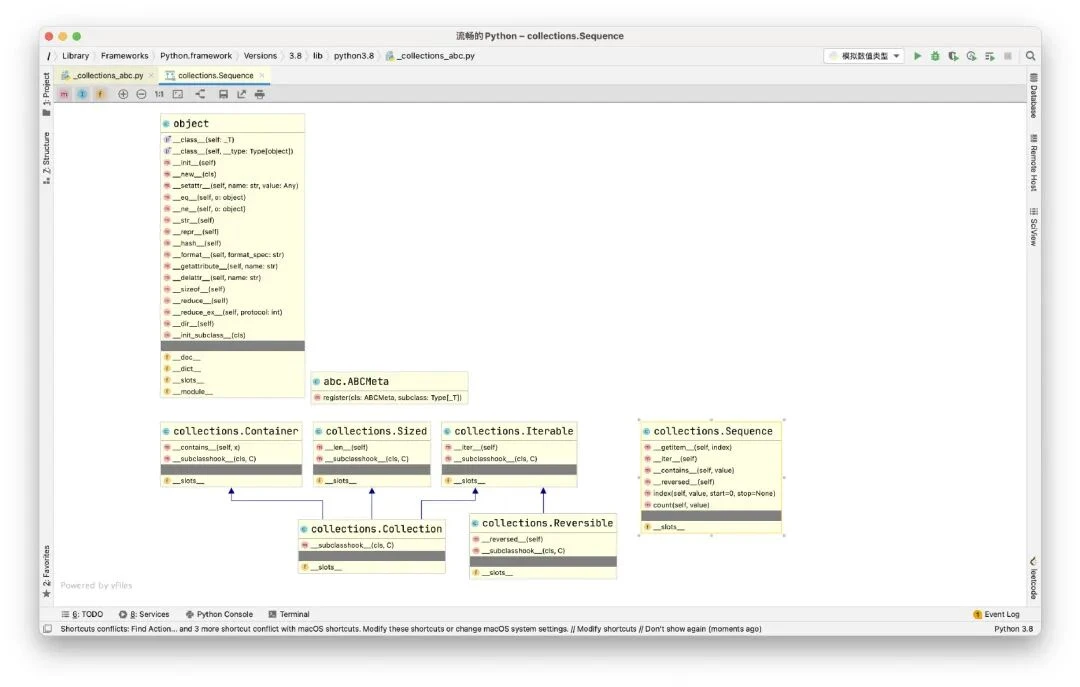 流畅的Python – collections.Sequence
/ Library Frameworks Python.framework Versions 3.8 lib python3.8 _collections_abc.py
模拟数值类型
_collections_abc.py
collections.Sequence
1: Project
Z: Structure
2: Favorites
Database
Remote Host
SciView
leetcode
m I f 1:1
object
__class__(self: _T)
__class__(self, __type: Type[object])
__init__(self)
__new__(cls)
__setattr__(self, name: str, value: Any)
__eq__(self, o: object)
__ne__(self, o: object)
__str__(self)
__repr__(self)
__hash__(self)
__format__(self, format_spec: str)
__getattribute__(self, name: str)
__delattr__(self, name: str)
__sizeof__(self)
__reduce__(self)
__reduce_ex__(self, protocol: int)
__dir__(self)
__init_subclass__(cls)
__doc__
__dict__
__slots__
__module__
abc.ABCMeta
register(cls: ABCMeta, subclass: Type[_T])
collections.Container
__contains__(self, x)
__subclasshook__(cls, C)
__slots__
collections.Sized
__len__(self)
__subclasshook__(cls, C)
__slots__
collections.Iterable
__iter__(self)
__subclasshook__(cls, C)
__slots__
collections.Sequence
__getitem__(self, index)
__iter__(self)
__contains__(self, value)
__reversed__(self)
index(self, value, start=0, stop=None)
count(self, value)
__slots__
collections.Collection
__subclasshook__(cls, C)
__slots__
collections.Reversible
__reversed__(self)
__subclasshook__(cls, C)
__slots__
Powered by yFiles
6: TODO
8: Services
Python Console
Terminal
1 Event Log
Shortcuts conflicts: Find Action... and 3 more shortcut conflict with macOS shortcuts. Modify these shortcuts or change macOS system settings. // Modify shortcuts // Don't show again (moments ago)
Python 3.8